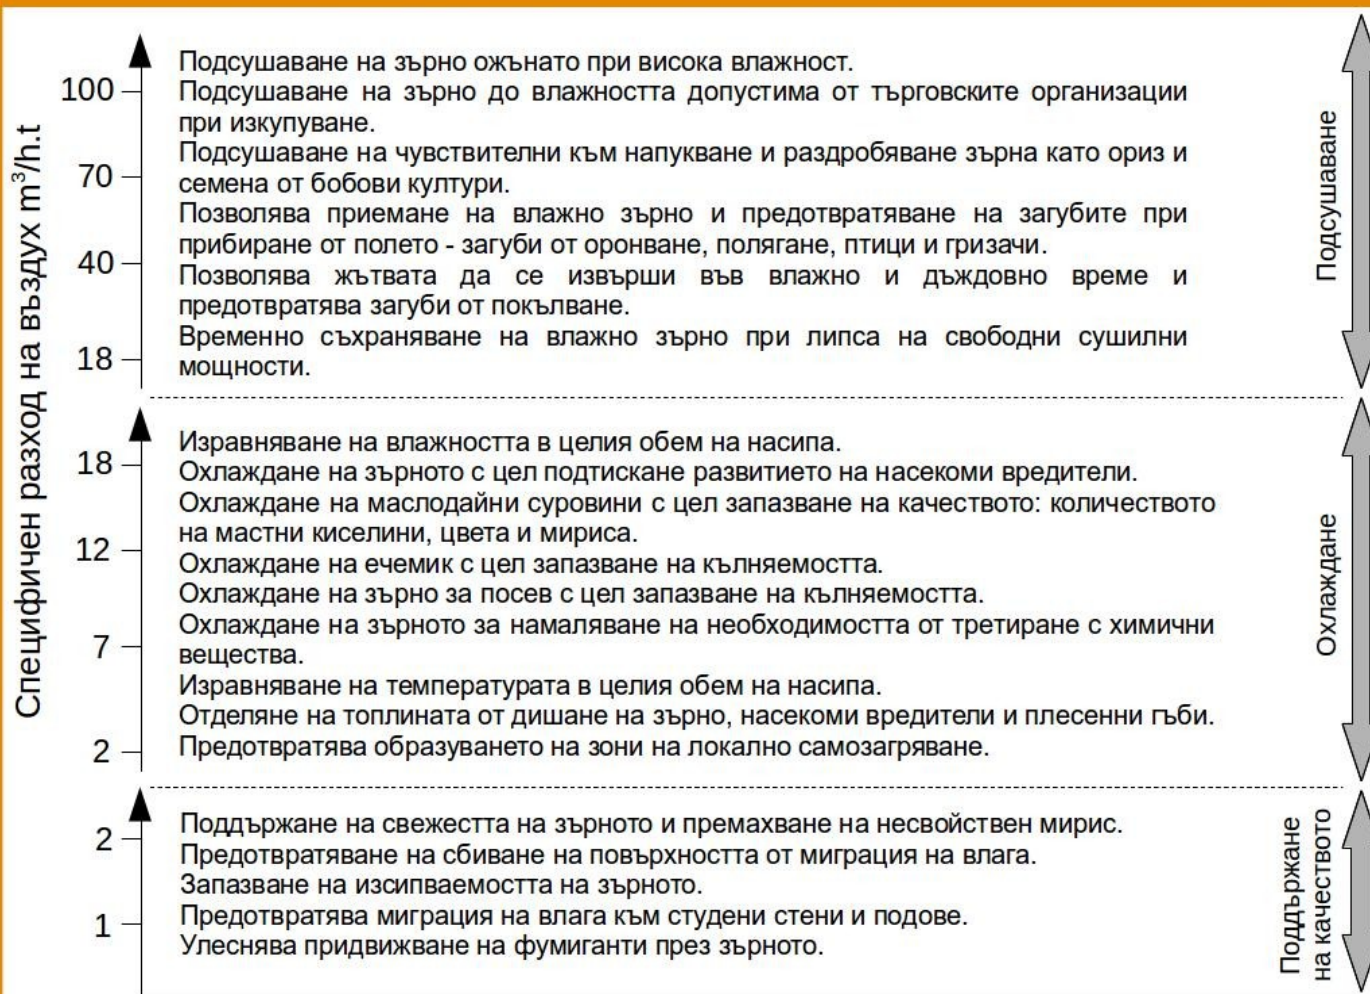 Специфичен разход на въздух m³/h.t
100
70
40
18
Подсушаване на зърно ожънато при висока влажност.
Подсушаване на зърно до влажността допустима от търговските организации
при изкупуване.
Подсушаване на чувствителни към напукване и раздробяване зърна като ориз и
семена от бобови култури.
Позволява приемане на влажно зърно и предотвратяване на загубите при
прибиране от полето - загуби от оронване, полягане, птици и гризачи.
Позволява жътвата да се извърши във влажно и дъждовно време и
предотвратява загуби от покълване.
Временно съхраняване на влажно зърно при липса на свободни сушилни
мощности.
Подсушаване
18
12
7
2
Изравняване на влажността в целия обем на насипа.
Охлаждане на зърното с цел подтискане развитието на насекоми вредители.
Охлаждане на маслодайни суровини с цел запазване на качеството: количеството
на мастни киселини, цвета и мириса.
Охлаждане на ечемик с цел запазване на кълняемостта.
Охлаждане на зърно за посев с цел запазване на кълняемостта.
Охлаждане на зърното за намаляване на необходимостта от третиране с химични
вещества.
Изравняване на температурата в целия обем на насипа.
Отделяне на топлината от дишане на зърно, насекоми вредители и плесенни гъби.
Предотвратява образуването на зони на локално самозагряване.
Охлаждане
2
1
Поддържане на свежестта на зърното и премахване на несвойствен мирис.
Предотвратяване на сбиване на повърхността от миграция на влага.
Запазване на изсипваемостта на зърното.
Предотвратява миграция на влага към студени стени и подове.
Улеснява придвижване на фумиганти през зърното.
Поддържане
на качеството